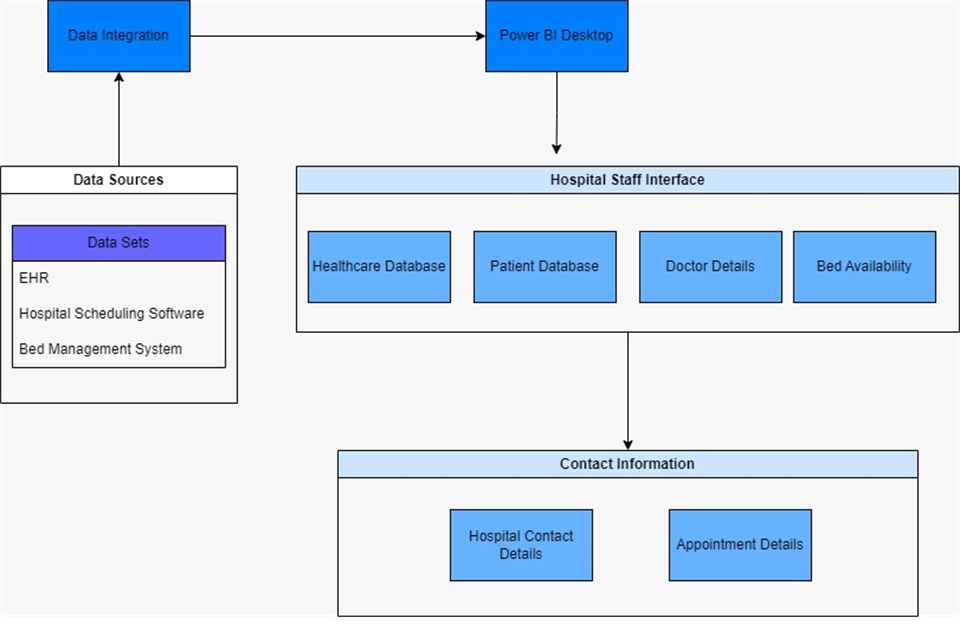 Data Integration
Power BI Desktop
Data Sources
Data Sets
EHR
Hospital Scheduling Software
Bed Management System
Hospital Staff Interface
Healthcare Database
Patient Database
Doctor Details
Bed Availability
Contact Information
Hospital Contact
Details
Appointment Details